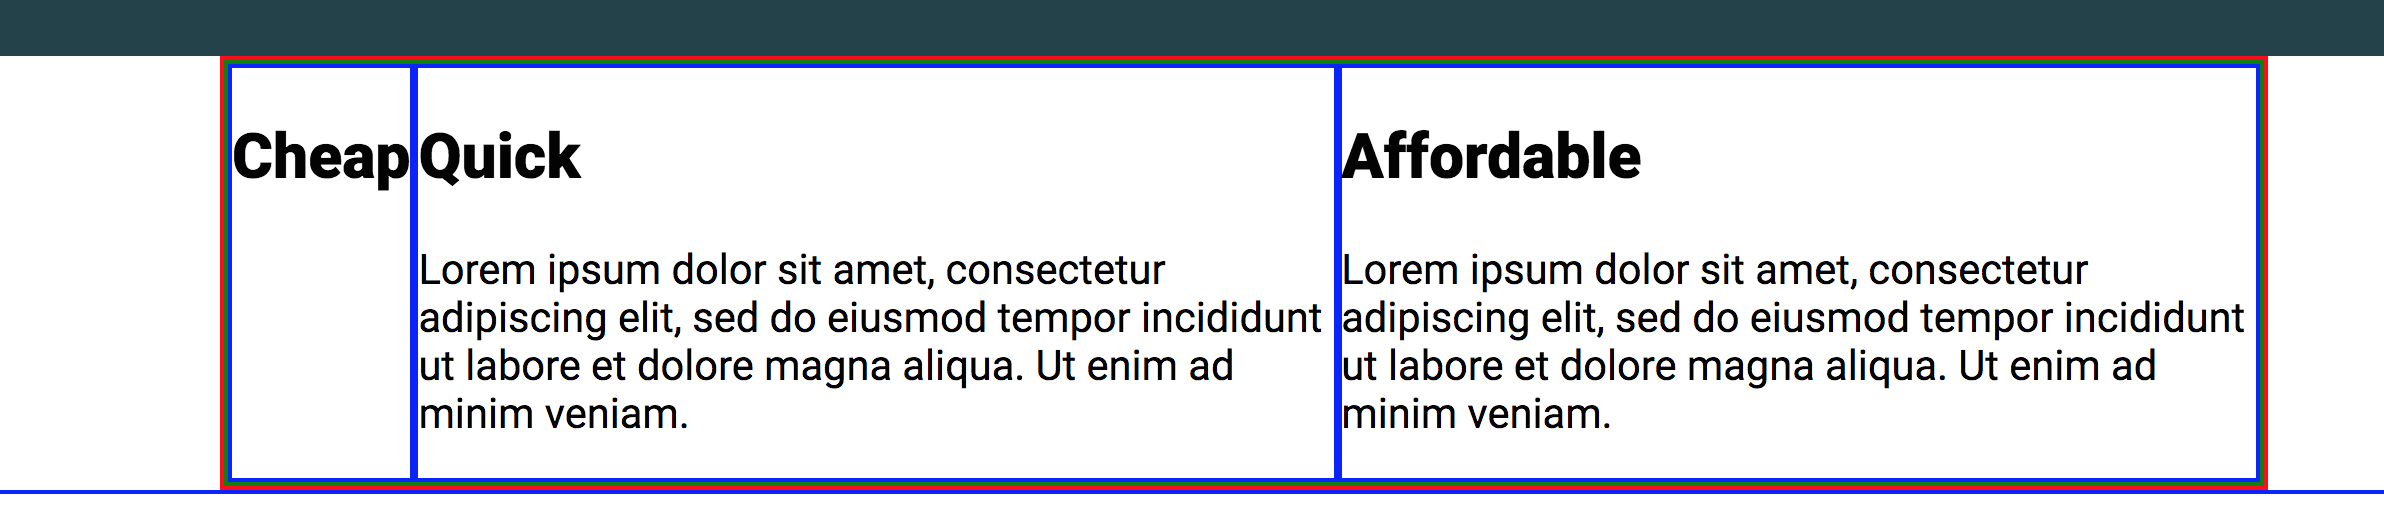 Cheap
Quick
Lorem ipsum dolor sit amet, consectetur
adipiscing elit, sed do eiusmod tempor incididunt
ut labore et dolore magna aliqua. Ut enim ad
minim veniam.
Affordable
Lorem ipsum dolor sit amet, consectetur
adipiscing elit, sed do eiusmod tempor incididunt
ut labore et dolore magna aliqua. Ut enim ad
minim veniam.